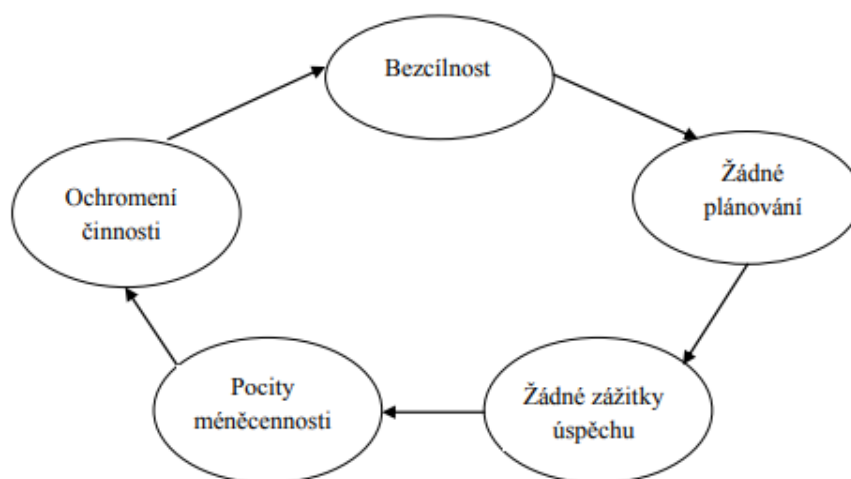 Bezcílnost
Žádné
plánování
Žádné zážitky
úspěchu
Pocity
méněcennosti
Ochromení
činnosti